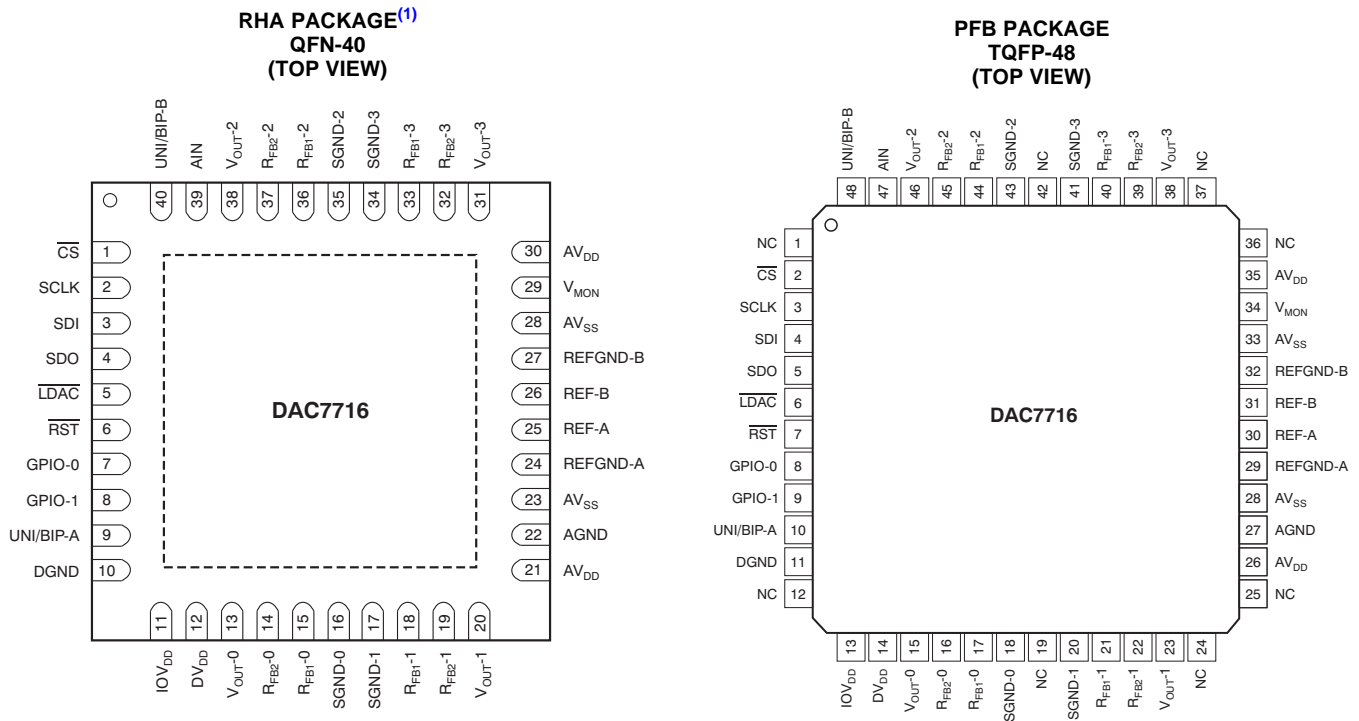 RHA PACKAGE(1)
QFN-40
(TOP VIEW)
UNI/BIP-B
AIN
VOUT-2
RFB2-2
RFB1-2
SGND-2
SGND-3
RFB1-3
RFB2-3
VOUT-3
40 39 38 37 36 35 34 33 32 31
CS 1
SCLK 2
SDI 3
SDO 4
LDAC 5
RST 6
GPIO-0 7
GPIO-1 8
UNI/BIP-A 9
DGND 10
DAC7716
30 AVDD
29 VMON
28 AVSS
27 REFGND-B
26 REF-B
25 REF-A
24 REFGND-A
23 AVSS
22 AGND
21 AVDD
11 12 13 14 15 16 17 18 19 20
IOVDD
DVDD
VOUT-0
RFB2-0
RFB1-0
SGND-0
SGND-1
RFB1-1
RFB2-1
VOUT-1
PFB PACKAGE
TQFP-48
(TOP VIEW)
UNI/BIP-B
AIN
VOUT-2
RFB2-2
RFB1-2
SGND-2
NC
SGND-3
RFB1-3
RFB2-3
VOUT-3
NC
48 47 46 45 44 43 42 41 40 39 38 37
NC 1
CS 2
SCLK 3
SDI 4
SDO 5
LDAC 6
RST 7
GPIO-0 8
GPIO-1 9
UNI/BIP-A 10
DGND 11
NC 12
DAC7716
36 NC
35 AVDD
34 VMON
33 AVSS
32 REFGND-B
31 REF-B
30 REF-A
29 REFGND-A
28 AVSS
27 AGND
26 AVDD
25 NC
13 14 15 16 17 18 19 20 21 22 23 24
IOVDD
DVDD
VOUT-0
RFB2-0
RFB1-0
SGND-0
NC
SGND-1
RFB1-1
RFB2-1
VOUT-1
NC